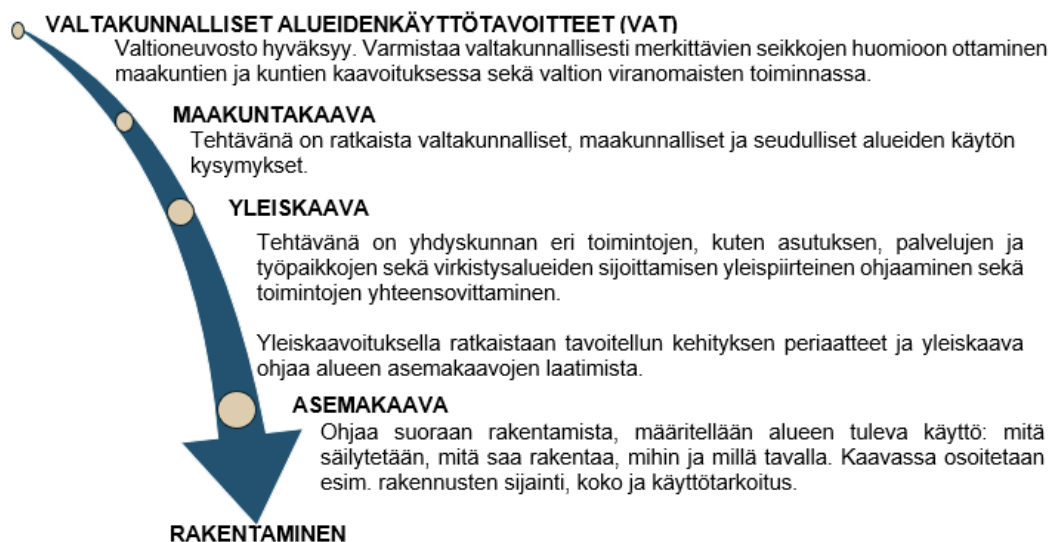 VALTAKUNNALLISET ALUEIDENKÄYTTÖTAVOITTEET (VAT)
Valtioneuvosto hyväksyy. Varmistaa valtakunnallisesti merkittävien seikkojen huomioon ottaminen
maakuntien ja kuntien kaavoituksessa sekä valtion viranomaisten toiminnassa.
MAAKUNTAKAAVA
Tehtävänä on ratkaista valtakunnalliset, maakunnalliset ja seudulliset alueiden käytön
kysymykset.
YLEISKAAVA
Tehtävänä on yhdyskunnan eri toimintojen, kuten asutuksen, palvelujen ja
työpaikkojen sekä virkistysalueiden sijoittamisen yleispiirteinen ohjaaminen sekä
toimintojen yhteensovittaminen.
Yleiskaavoituksella ratkaistaan tavoitellun kehityksen periaatteet ja yleiskaava
ohjaa alueen asemakaavojen laatimista.
ASEMAKAAVA
Ohjaa suoraan rakentamista, määritellään alueen tuleva käyttö: mitä
säilytetään, mitä saa rakentaa, mihin ja millä tavalla. Kaavassa osoitetaan
esim. rakennusten sijainti, koko ja käyttötarkoitus.
RAKENTAMINEN